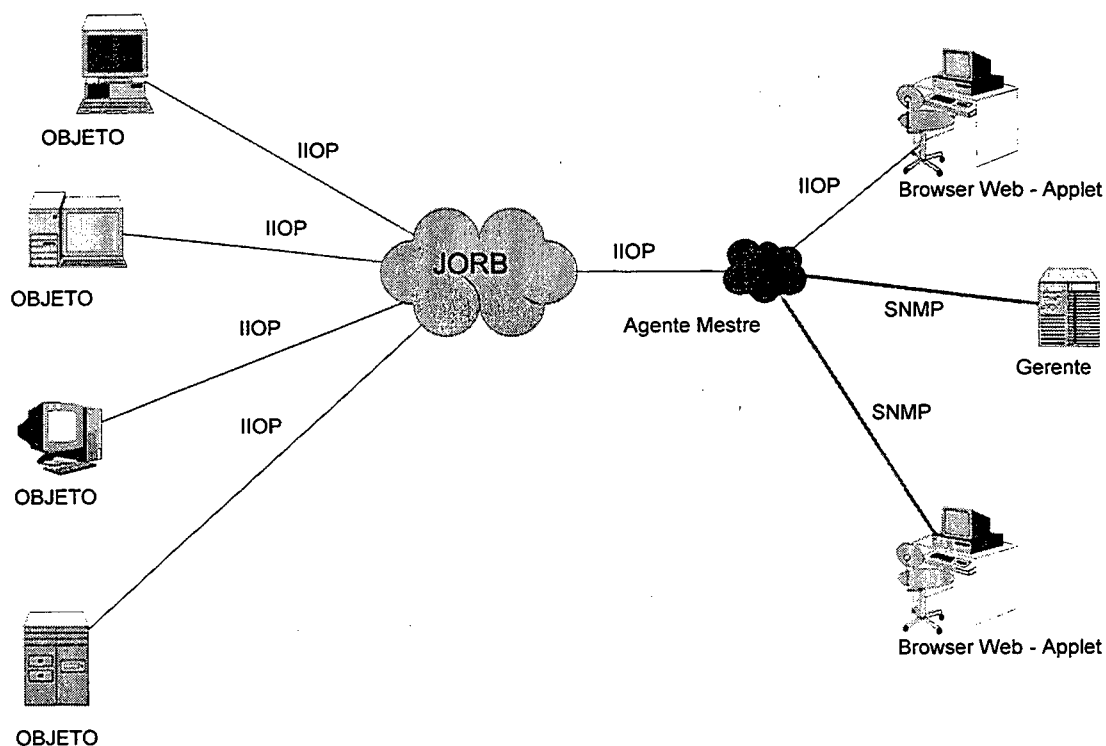 OBJETO
IIOP
OBJETO
IIOP
OBJETO
IIOP
OBJETO
IIOP
JORB
IIOP
Agente Mestre
IIOP
Browser Web - Applet
SNMP
Gerente
SNMP
Browser Web - Applet